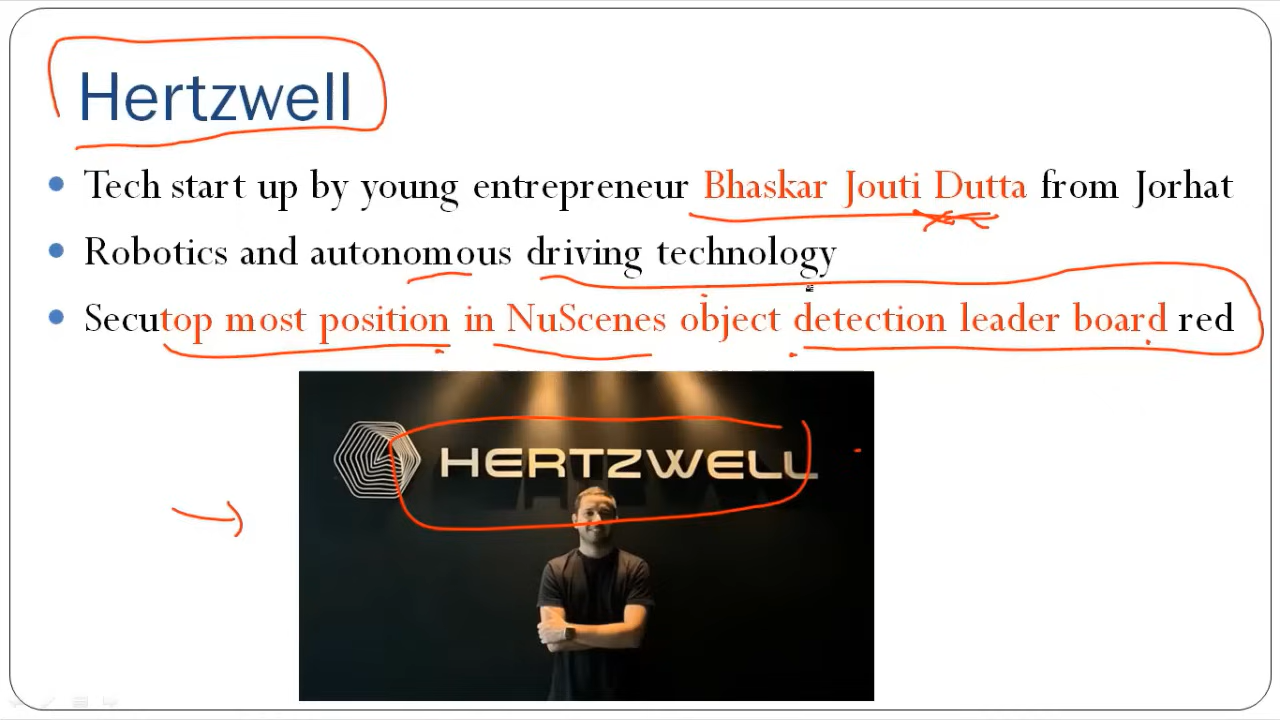 Hertzwell
Tech start up by young entrepreneur Bhaskar Jouti Dutta from Jorhat
Robotics and autonomous driving technology
Secutop most position in NuScenes object detection leader board red
HERTZWELL